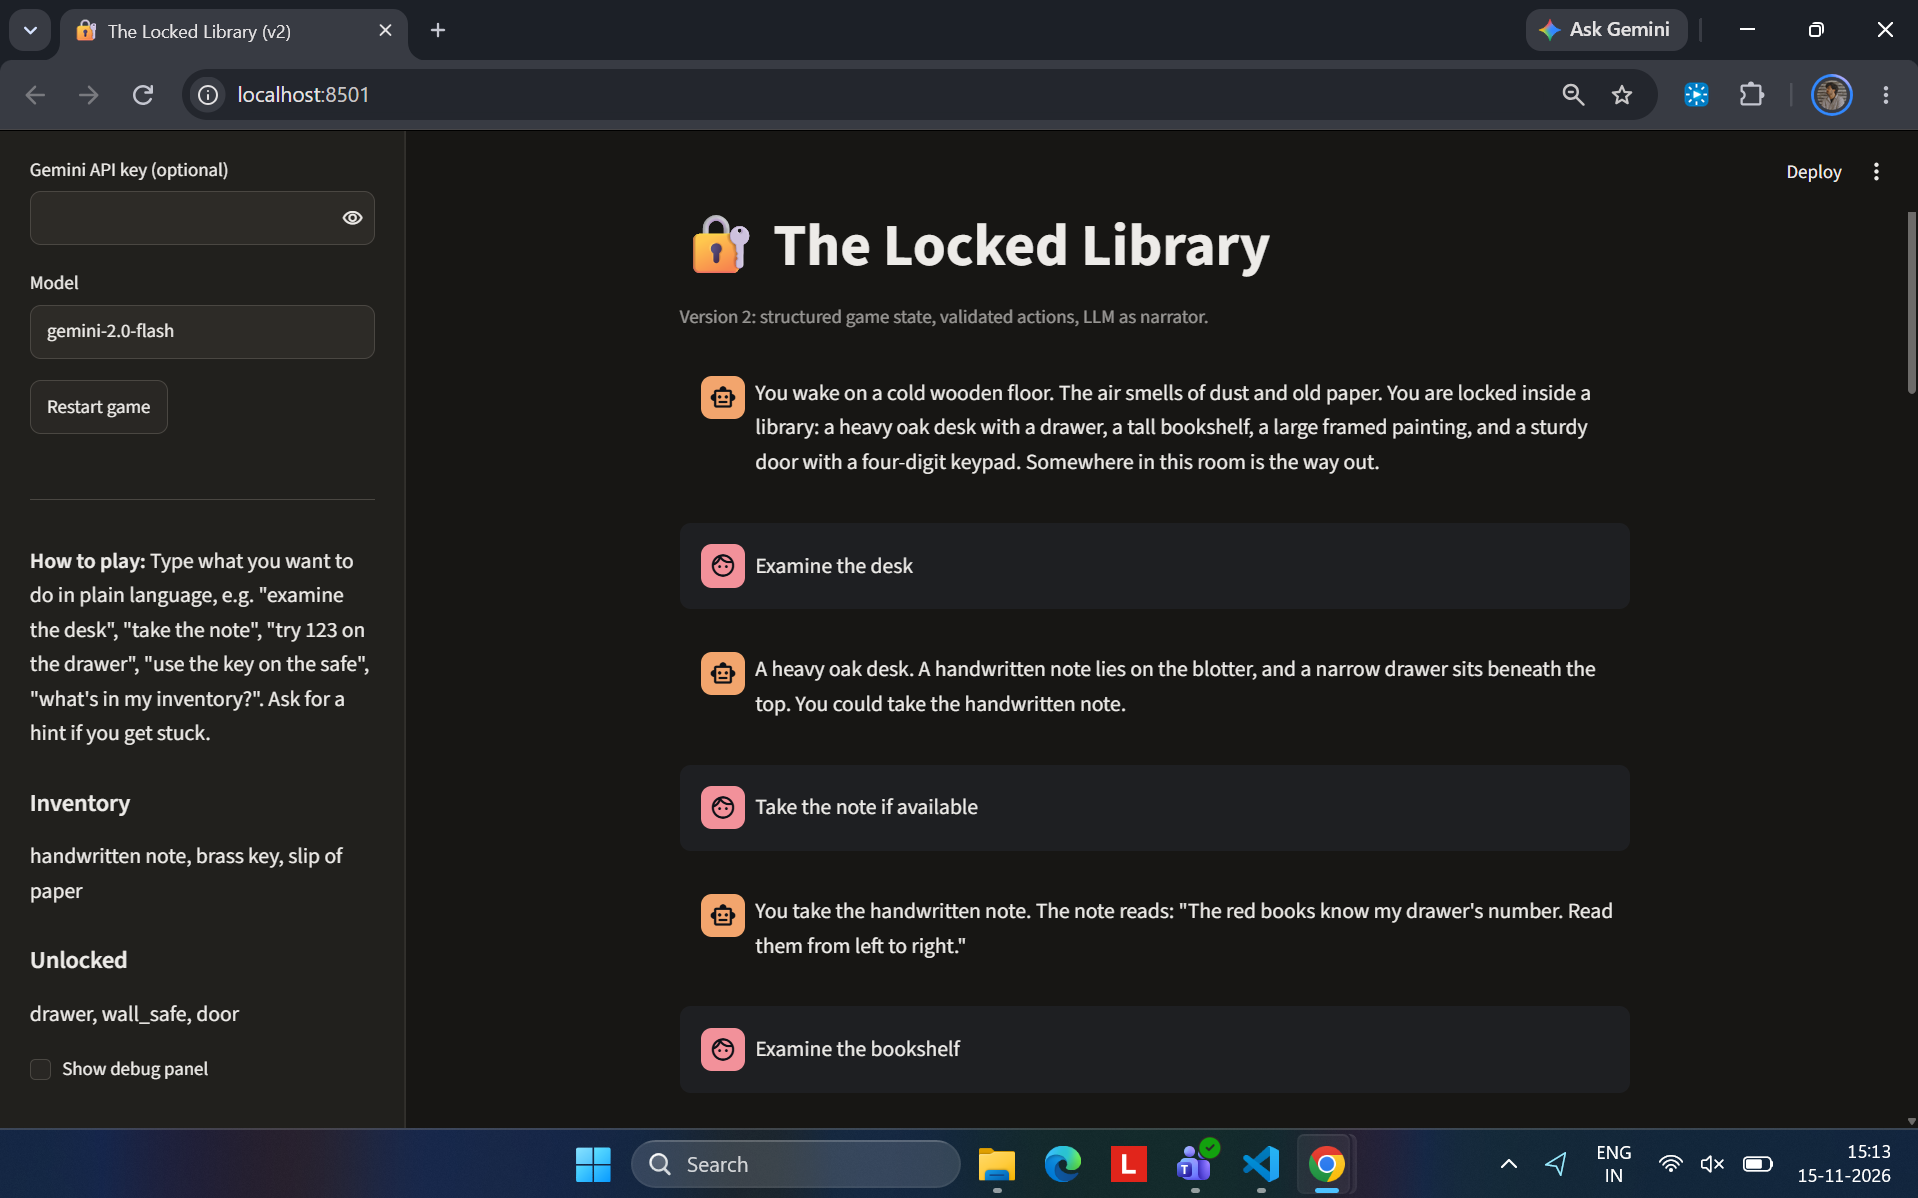 The Locked Library (v2)
Ask Gemini
localhost:8501
Gemini API key (optional)
Model
gemini-2.0-flash
Restart game
How to play: Type what you want to
do in plain language, e.g. "examine
the desk", "take the note", "try 123 on
the drawer", "use the key on the safe",
"what's in my inventory?". Ask for a
hint if you get stuck.
Inventory
handwritten note, brass key, slip of
paper
Unlocked
drawer, wall_safe, door
Show debug panel
Deploy
The Locked Library
Version 2: structured game state, validated actions, LLM as narrator.
You wake on a cold wooden floor. The air smells of dust and old paper. You are locked inside a
library: a heavy oak desk with a drawer, a tall bookshelf, a large framed painting, and a sturdy
door with a four-digit keypad. Somewhere in this room is the way out.
Examine the desk
A heavy oak desk. A handwritten note lies on the blotter, and a narrow drawer sits beneath the
top. You could take the handwritten note.
Take the note if available
You take the handwritten note. The note reads: "The red books know my drawer's number. Read
them from left to right."
Examine the bookshelf
Search
L
T
ENG
IN
15:13
15-11-2026